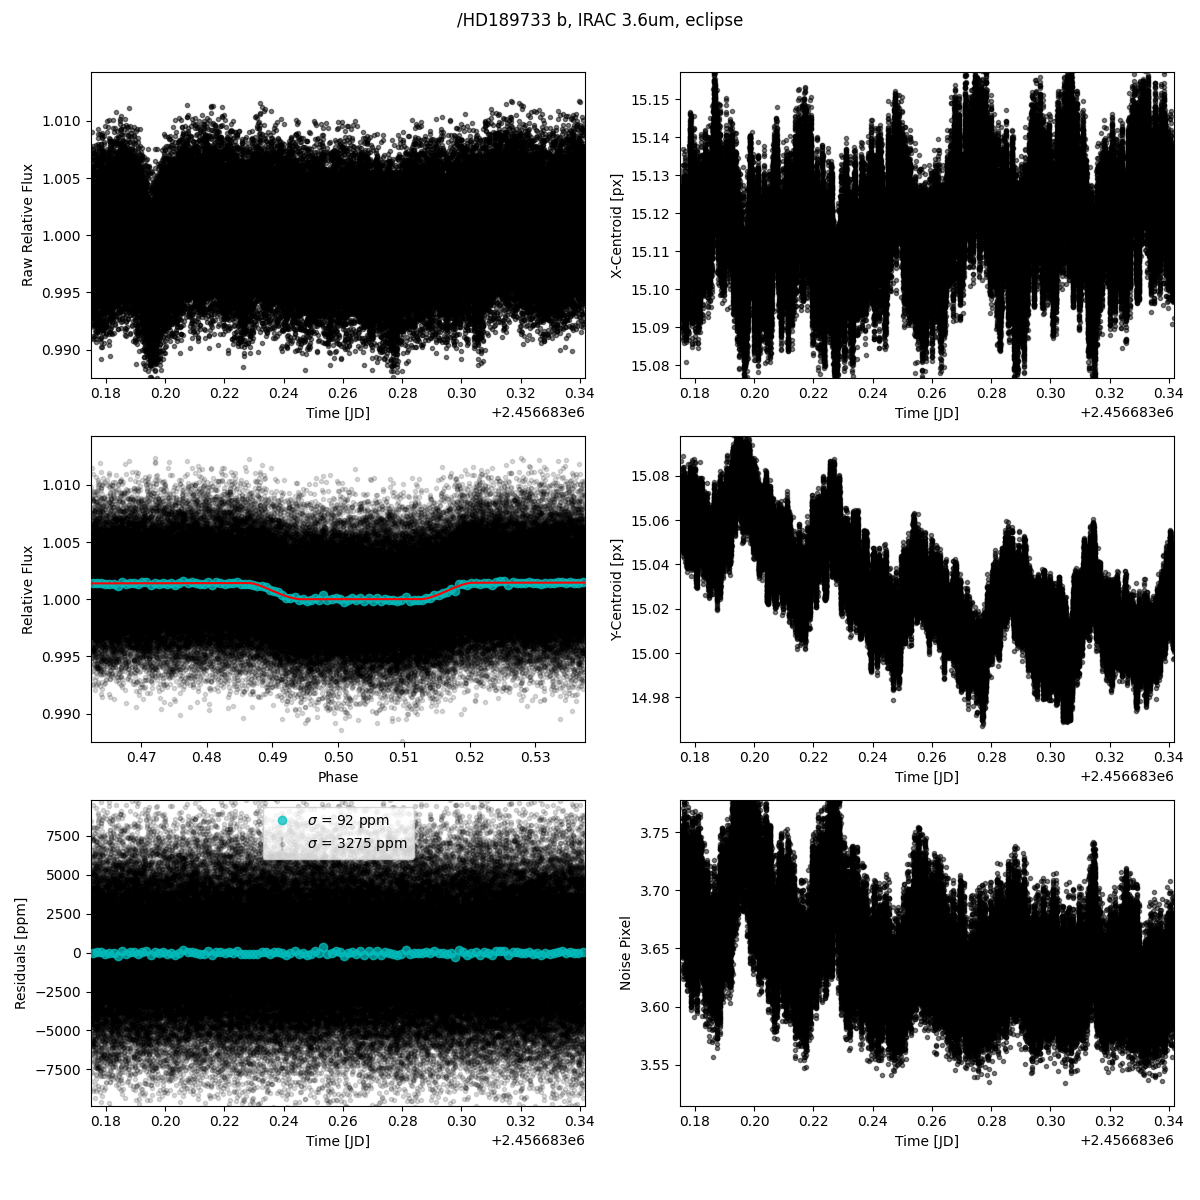 /HD189733 b, IRAC 3.6um, eclipse
Raw Relative Flux
1.010
1.005
1.000
0.995
0.990
0.18 0.20 0.22 0.24 0.26 0.28 0.30 0.32 0.34
Time [JD]
+2.456683e6
X-Centroid [px]
15.15
15.14
15.13
15.12
15.11
15.10
15.09
15.08
0.18 0.20 0.22 0.24 0.26 0.28 0.30 0.32 0.34
Time [JD]
+2.456683e6
Relative Flux
1.010
1.005
1.000
0.995
0.990
0.47 0.48 0.49 0.50 0.51 0.52 0.53
Phase
Y-Centroid [px]
15.08
15.06
15.04
15.02
15.00
14.98
0.18 0.20 0.22 0.24 0.26 0.28 0.30 0.32 0.34
Time [JD]
+2.456683e6
Residuals [ppm]
7500
5000
2500
0
−2500
−5000
−7500
σ = 92 ppm
σ = 3275 ppm
0.18 0.20 0.22 0.24 0.26 0.28 0.30 0.32 0.34
Time [JD]
+2.456683e6
Noise Pixel
3.75
3.70
3.65
3.60
3.55
0.18 0.20 0.22 0.24 0.26 0.28 0.30 0.32 0.34
Time [JD]
+2.456683e6